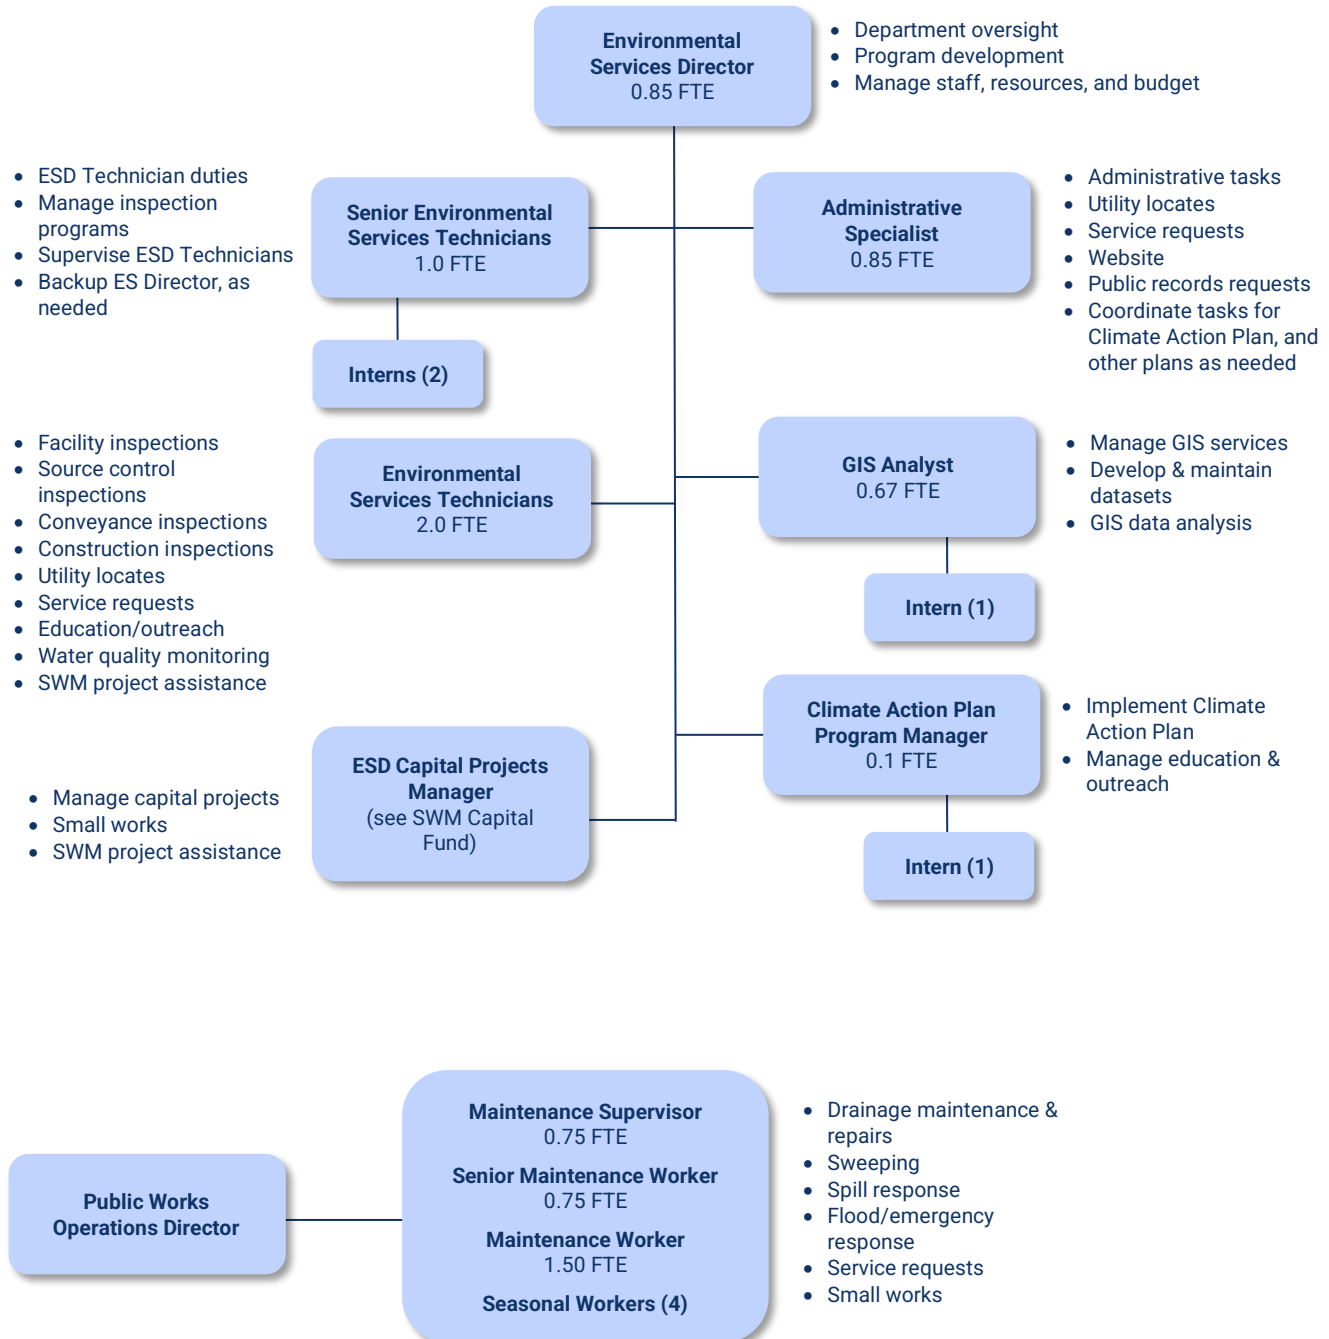 Environmental
Services Director
0.85 FTE
• Department oversight
• Program development
• Manage staff, resources, and budget
• ESD Technician duties
• Manage inspection
programs
• Supervise ESD Technicians
• Backup ES Director, as
needed
Senior Environmental
Services Technicians
1.0 FTE
Administrative
Specialist
0.85 FTE
• Administrative tasks
• Utility locates
• Service requests
• Website
• Public records requests
• Coordinate tasks for
Climate Action Plan, and
other plans as needed
Interns (2)
• Facility inspections
• Source control
inspections
• Conveyance inspections
• Construction inspections
• Utility locates
• Service requests
• Education/outreach
• Water quality monitoring
• SWM project assistance
Environmental
Services Technicians
2.0 FTE
GIS Analyst
0.67 FTE
• Manage GIS services
• Develop & maintain
datasets
• GIS data analysis
Intern (1)
Climate Action Plan
Program Manager
0.1 FTE
• Implement Climate
Action Plan
• Manage education &
outreach
• Manage capital projects
• Small works
• SWM project assistance
ESD Capital Projects
Manager
(see SWM Capital
Fund)
Intern (1)
Public Works
Operations Director
Maintenance Supervisor
0.75 FTE
Senior Maintenance Worker
0.75 FTE
Maintenance Worker
1.50 FTE
Seasonal Workers (4)
• Drainage maintenance &
repairs
• Sweeping
• Spill response
• Flood/emergency
response
• Service requests
• Small works